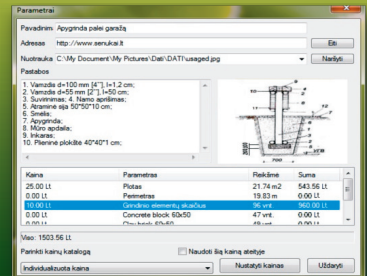 Parametrai
Pavadinim: Apygrinda palei garažą
Adresas http://www.senukai.lt Eiti
Nuotrauka C:\My Document\My Pictures\Dati\DATI\usaged.jpg Naršyti
Pastabos
1. Vamzdis d=100 mm [4"], l=1,2 cm;
2. Vamzdis d=55 mm [2"], l=50 cm;
3. Suvirinimas; 4. Namo aprišimas;
5. Atraminė sija 50*50*10 cm;
6. Smėlis;
7. Apygrinda;
8. Mūro apdaila;
9. Inkaras;
10. Plieninė plokštė 40*40*1 cm;
700
Kaina Parametras Reikšmė Suma
25.00 Lt Plotas 21.74 m2 543.56 Lt
0.00 Lt Perimetras 19.83 m 0.00 Lt
10.00 Lt Grindinio elementų skaičius 96 vnt. 960.00 Lt
0.00 Lt Concrete block 60x50 47 vnt. 0.00 Lt
Viso: 1503.56 Lt
Parinkti kainų katalogą Naudoti šią kainą ateityje
Individualizuota kaina Nustatyti kainas Uždaryti